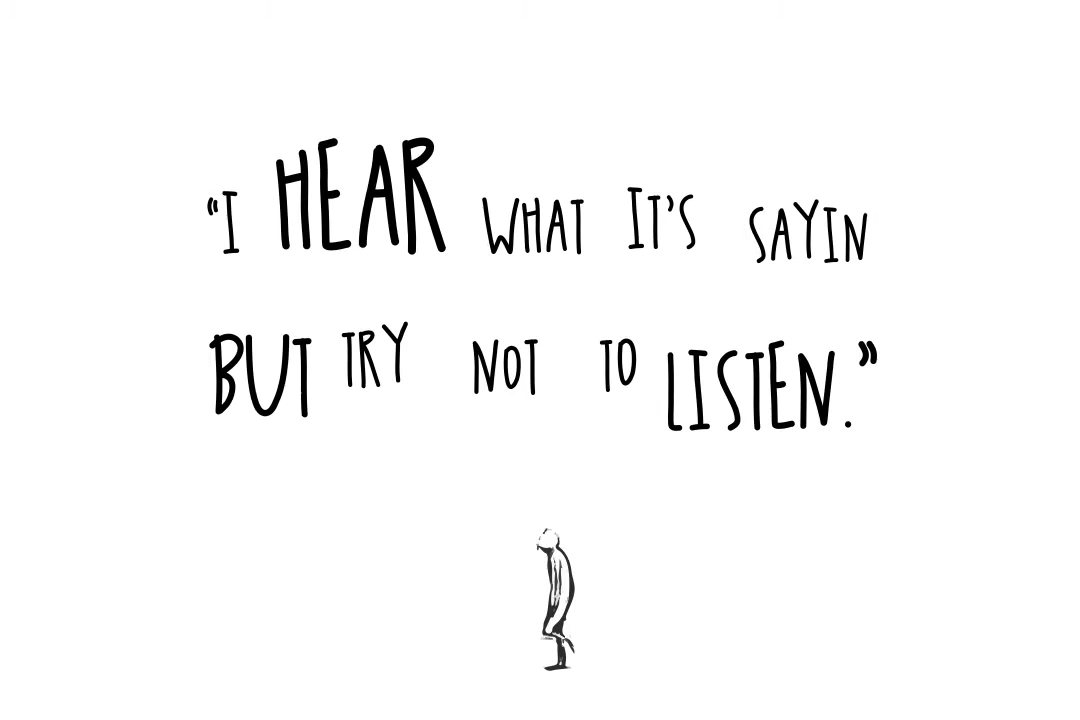 “I HEAR WHAT IT’S SAYIN
BUT TRY NOT TO LISTEN.”